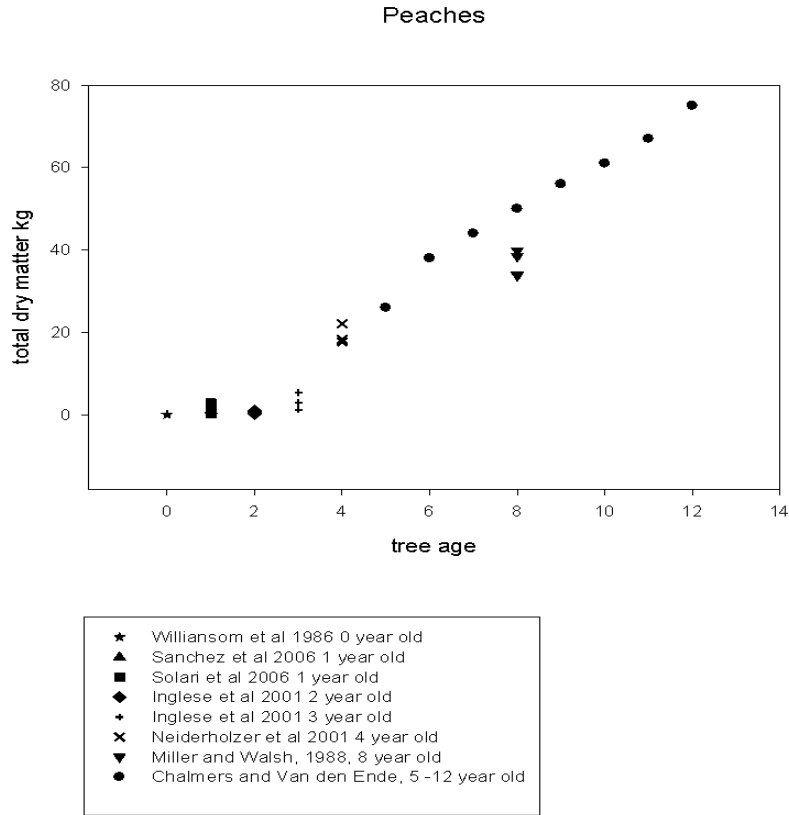 Peaches
80
60
40
20
0
total dry matter kg
0 2 4 6 8 10 12 14
tree age
Williansom et al 1986 0 year old
Sanchez et al 2006 1 year old
Solari et al 2006 1 year old
Inglese et al 2001 2 year old
Inglese et al 2001 3 year old
Neiderholzer et al 2001 4 year old
Miller and Walsh, 1988, 8 year old
Chalmers and Van den Ende, 5 -12 year old